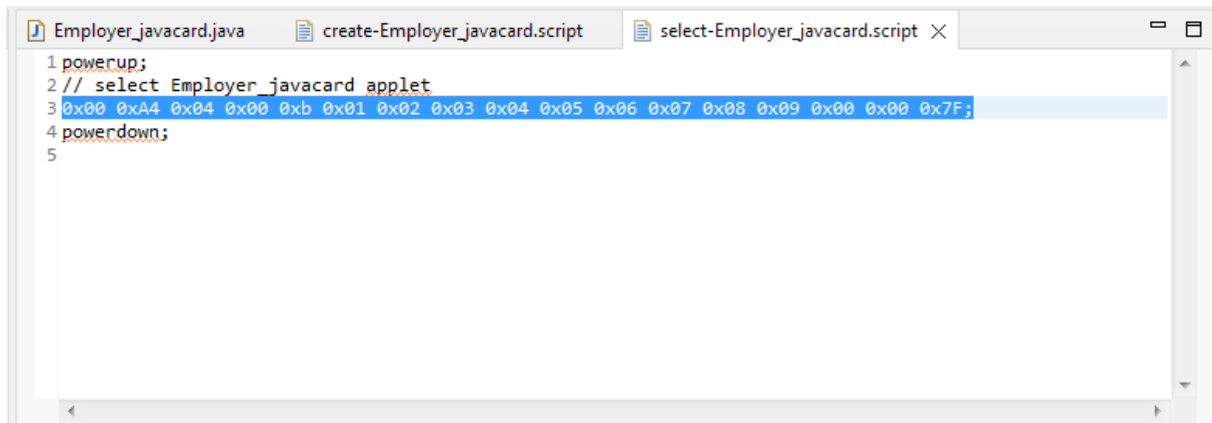 Employer_javacard.java create-Employer_javacard.script select-Employer_javacard.script
1 powerup;
2 // select Employer_javacard applet
3 0x00 0xA4 0x04 0x00 0xb 0x01 0x02 0x03 0x04 0x05 0x06 0x07 0x08 0x09 0x00 0x00 0x7F;
4 powerdown;
5